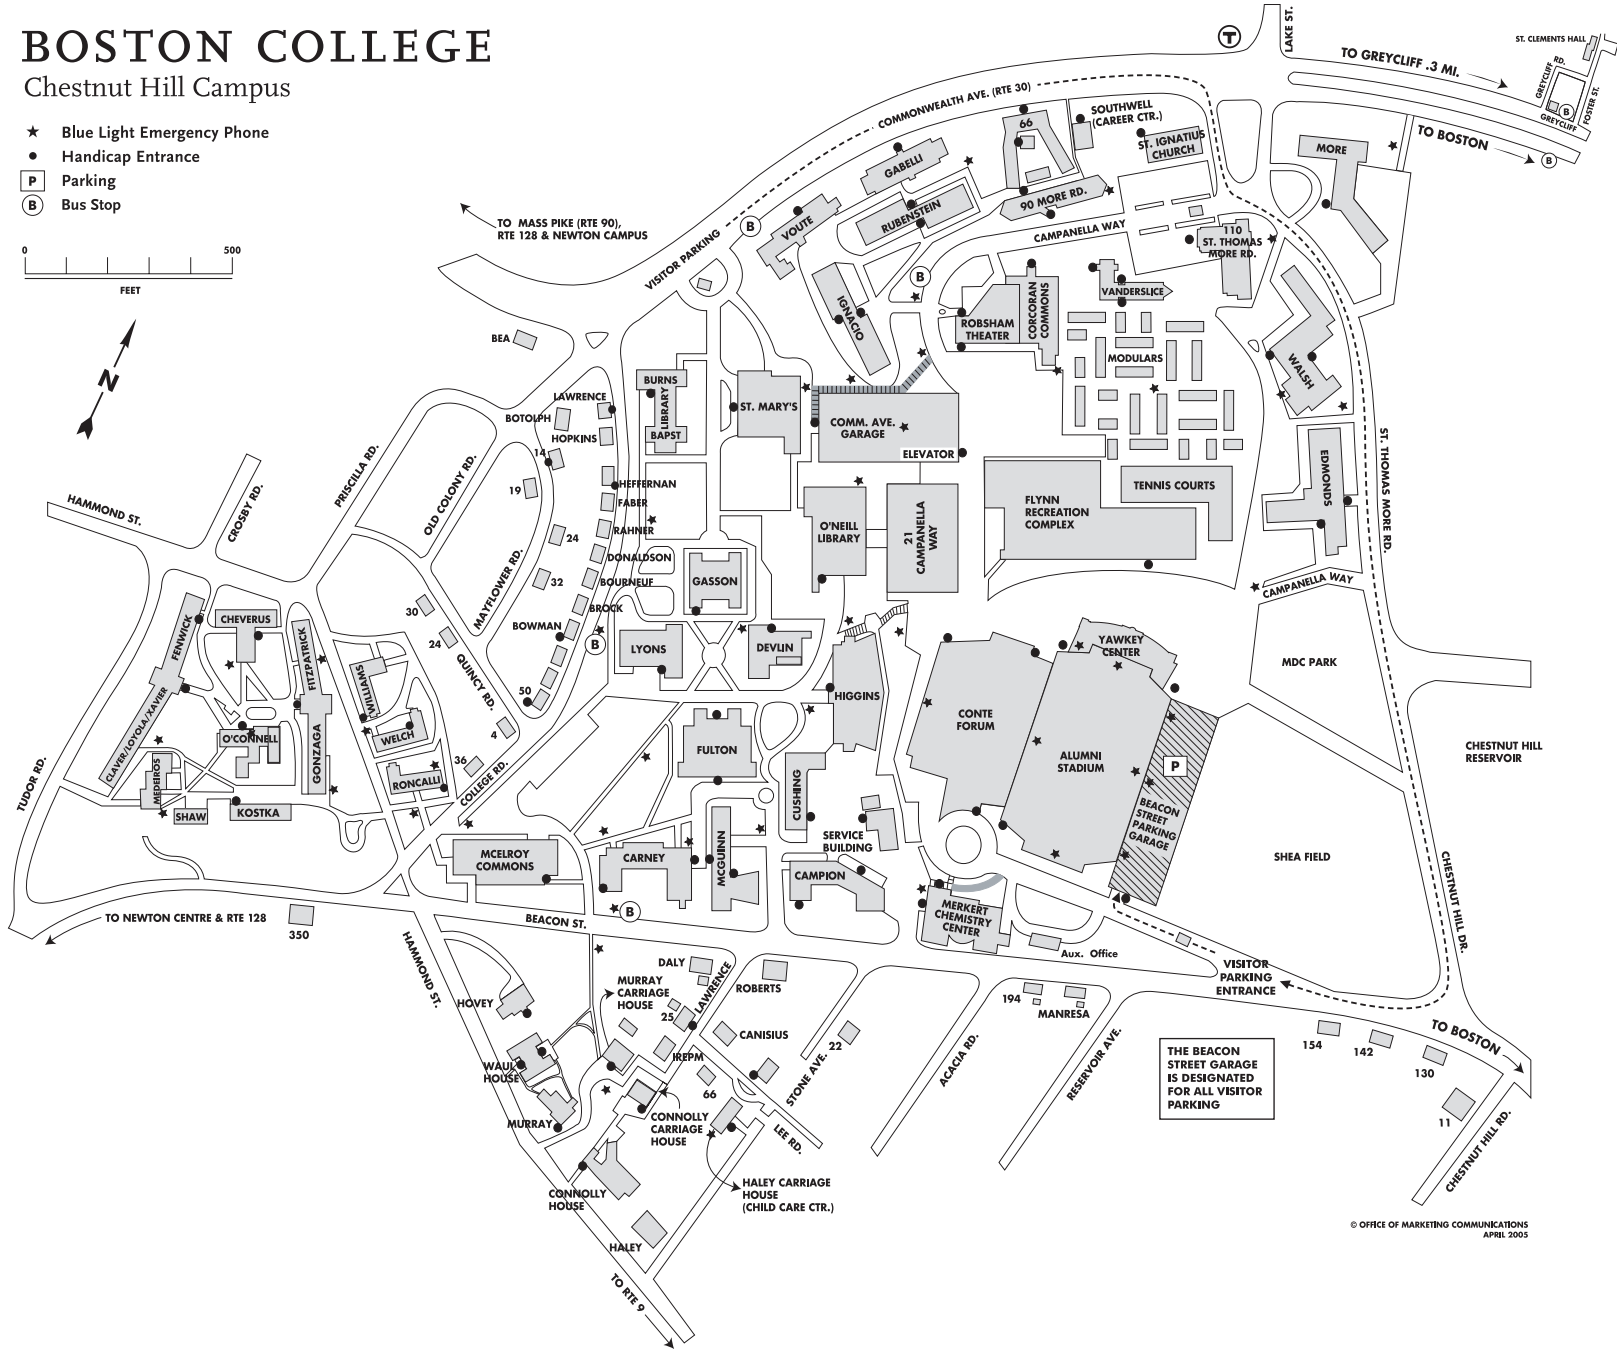 BOSTON COLLEGE
Chestnut Hill Campus
Blue Light Emergency Phone
Handicap Entrance
P Parking
B Bus Stop
0 500
FEET
N
T
LAKE ST.
TO GREYCLIFF .3 MI.
ST. CLEMENTS HALL
GREYCLIFF RD.
FOSTER ST.
B
GREYCLIFF
TO BOSTON
B
COMMONWEALTH AVE. (RTE 30)
SOUTHWELL
(CAREER CTR.)
66
ST. IGNATIUS
CHURCH
MORE
GABELLI
90 MORE RD.
RUBENSTEIN
VOUTE
B
TO MASS PIKE (RTE 90),
RTE 128 & NEWTON CAMPUS
VISITOR PARKING
CAMPANELLA WAY
110
ST. THOMAS
MORE RD.
B
IGNACIO
ROBSHAM
THEATER
CORCORAN
COMMONS
VANDERSLICE
MODULARS
WALSH
BEA
BURNS
LIBRARY
BAPST
ST. MARY'S
COMM. AVE.
GARAGE
ELEVATOR
LAWRENCE
BOTOLPH
HOPKINS
14
HEFFERNAN
19
FABER
RAHNER
24
DONALDSON
32
BOURNEUF
BROCK
BOWMAN
B
50
PRISCILLA RD.
OLD COLONY RD.
MAYFLOWER RD.
HAMMOND ST.
CROSBY RD.
30
24
QUINCY RD.
4
36
COLLEGE RD.
O'NEILL
LIBRARY
21
CAMPANELLA
WAY
FLYNN
RECREATION
COMPLEX
TENNIS COURTS
EDMONDS
ST. THOMAS MORE RD.
CAMPANELLA WAY
GASSON
LYONS
DEVLIN
HIGGINS
FULTON
CUSHING
CONTE
FORUM
YAWKEY
CENTER
ALUMNI
STADIUM
P
BEACON
STREET
PARKING
GARAGE
MDC PARK
CHESTNUT HILL
RESERVOIR
SHEA FIELD
CHESTNUT HILL DR.
FENWICK
CHEVERUS
FITZPATRICK
WILLIAMS
CLAVER/LOYOLA/XAVIER
O'CONNELL
GONZAGA
WELCH
RONCALLI
MEDEIROS
SHAW
KOSTKA
TUDOR RD.
MCELROY
COMMONS
CARNEY
MCGUINN
SERVICE
BUILDING
CAMPION
MERKERT
CHEMISTRY
CENTER
Aux. Office
VISITOR
PARKING
ENTRANCE
TO NEWTON CENTRE & RTE 128
350
BEACON ST.
B
HAMMOND ST.
HOVEY
MURRAY
CARRIAGE
HOUSE
DALY
LAWRENCE
25
ROBERTS
CANISIUS
IREPM
22
STONE AVE.
66
LEE RD.
WAUL
HOUSE
MURRAY
CONNOLLY
CARRIAGE
HOUSE
CONNOLLY
HOUSE
HALEY CARRIAGE
HOUSE
(CHILD CARE CTR.)
HALEY
TO RTE 9
ACACIA RD.
194
MANRESA
RESERVOIR AVE.
THE BEACON
STREET GARAGE
IS DESIGNATED
FOR ALL VISITOR
PARKING
154
142
130
11
TO BOSTON
CHESTNUT HILL RD.
© OFFICE OF MARKETING COMMUNICATIONS
APRIL 2005